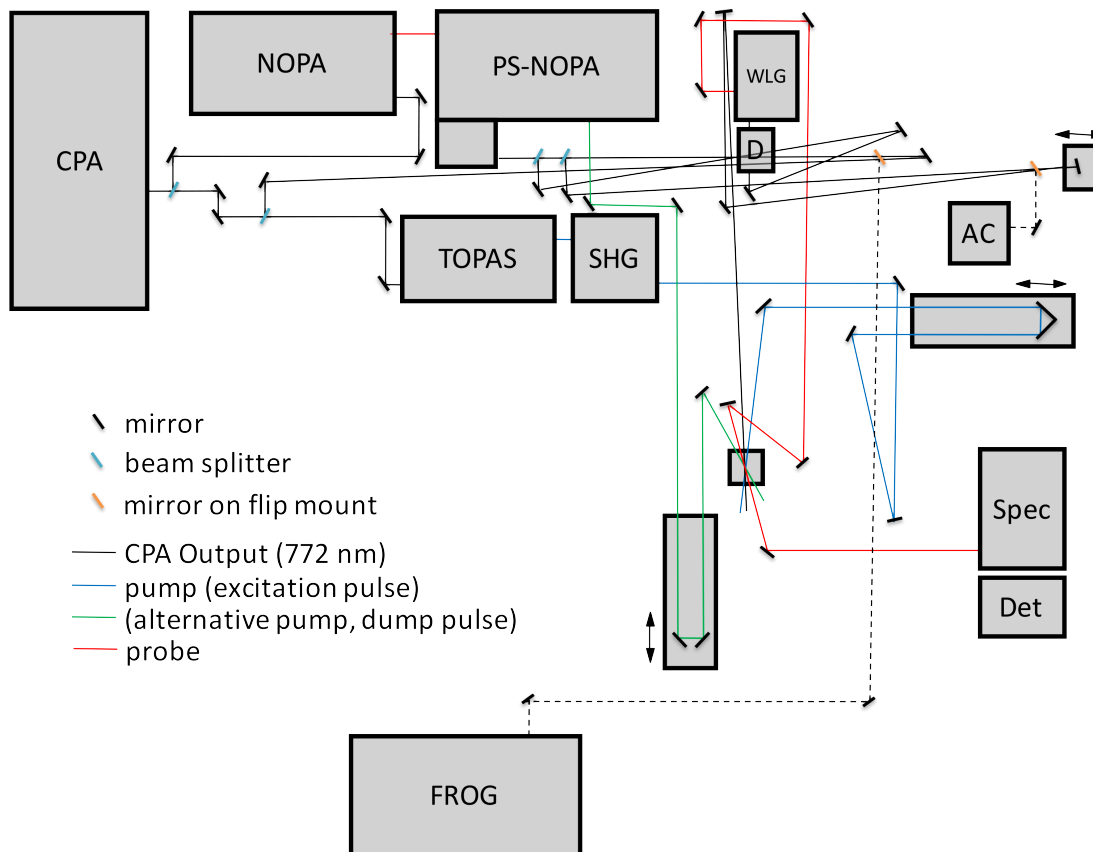 NOPA
PS-NOPA
WLG
D
CPA
AC
TOPAS
SHG
mirror
beam splitter
mirror on flip mount
CPA Output (772 nm)
pump (excitation pulse)
(alternative pump, dump pulse)
probe
Spec
Det
FROG